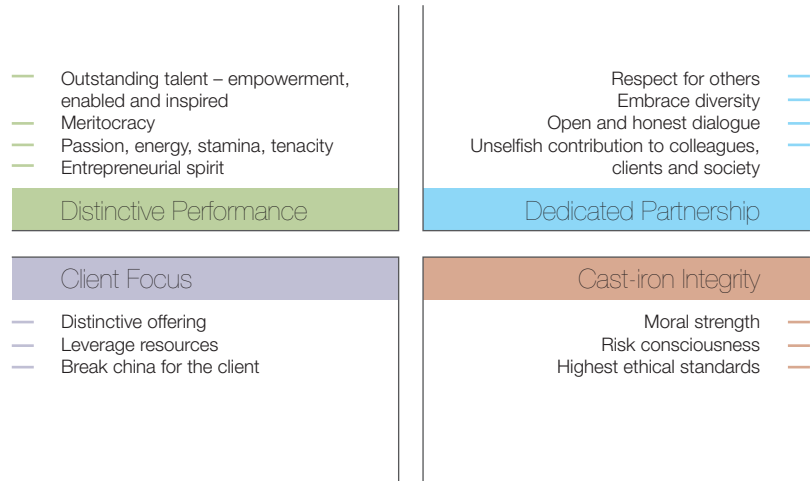 Outstanding talent – empowerment,
enabled and inspired
Meritocracy
Passion, energy, stamina, tenacity
Entrepreneurial spirit
Distinctive Performance
Respect for others
Embrace diversity
Open and honest dialogue
Unselfish contribution to colleagues,
clients and society
Dedicated Partnership
Client Focus
Distinctive offering
Leverage resources
Break china for the client
Cast-iron Integrity
Moral strength
Risk consciousness
Highest ethical standards